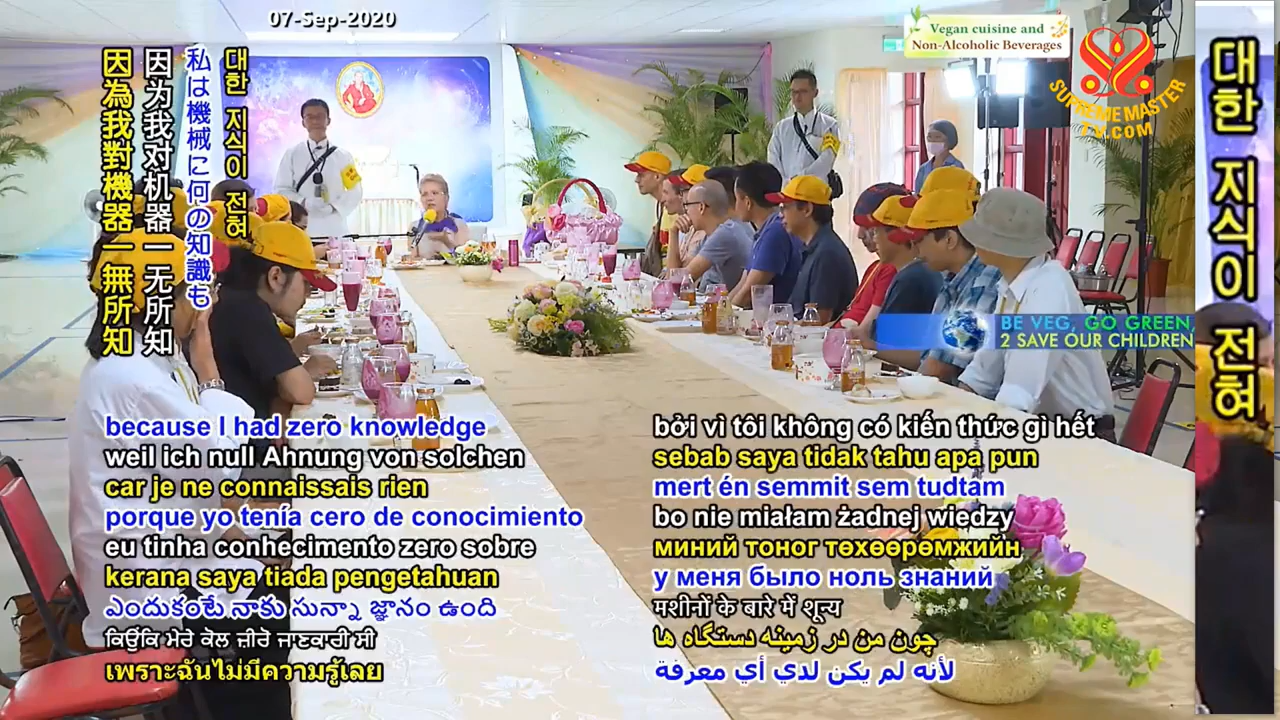 07-Sep-2020
Vegan cuisine and
Non-Alcoholic Beverages
SUPREME MASTER
TV.COM
대한 지식이 전혀
私は機械に何の知識も
因为我对机器一无所知
因為我對機器一無所知
대한 지식이 전혀
BE VEG, GO GREEN,
2 SAVE OUR CHILDREN
because I had zero knowledge
weil ich null Ahnung von solchen
car je ne connaissais rien
porque yo tenía cero de conocimiento
eu tinha conhecimento zero sobre
kerana saya tiada pengetahuan
ఎందుకంటే నాకు సున్నా జ్ఞానం ఉంది
ਕਿਉਂਕਿ ਮੇਰੇ ਕੋਲ ਜ਼ੀਰੋ ਜਾਣਕਾਰੀ ਸੀ
เพราะฉันไม่มีความรู้เลย
bởi vì tôi không có kiến thức gì hết
sebab saya tidak tahu apa pun
mert én semmit sem tudtam
bo nie miałam żadnej więdzy
миний тоног төхөөрөмжийн
у меня было ноль знаний
मशीनों के बारे में शून्य
چون من در زمینه دستگاه ها
لأنه لم يكن لدي أي معرفة